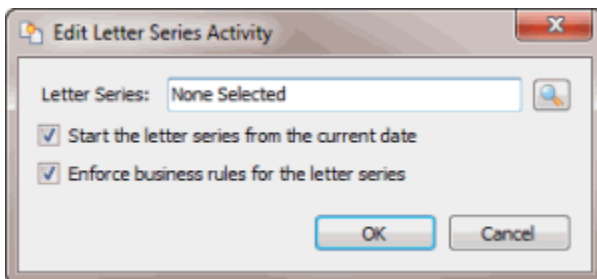 Edit Letter Series Activity
Letter Series: None Selected
Start the letter series from the current date
Enforce business rules for the letter series
OK Cancel